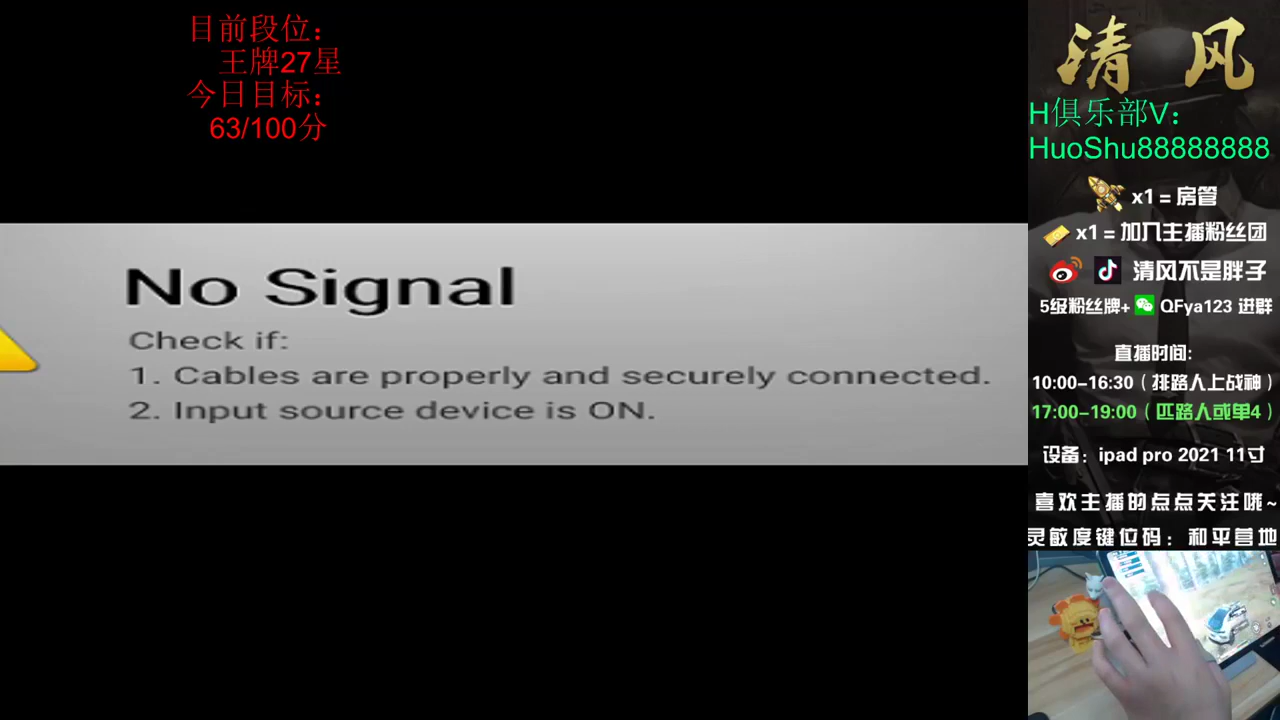 目前段位：
王牌27星
今日目标：
63/100分
No Signal
Check if:
1. Cables are properly and securely connected.
2. Input source device is ON.
清 风
H俱乐部V：
HuoShu88888888
x1 = 房管
x1 = 加入主播粉丝团
清风不是胖子
5级粉丝牌+ QFya123 进群
直播时间:
10:00-16:30（排路人上战神）
17:00-19:00（匹路人或单4）
设备：ipad pro 2021 11寸
喜欢主播的点点关注哦~
灵敏度键位码：和平营地